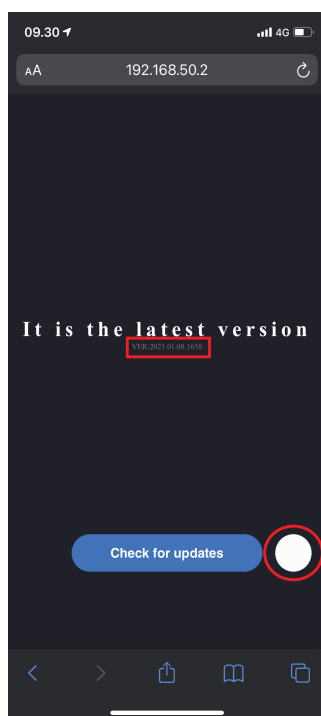 09.30
4G
AA
192.168.50.2
It is the latest version
VER:2021.01.08.1658
Check for updates